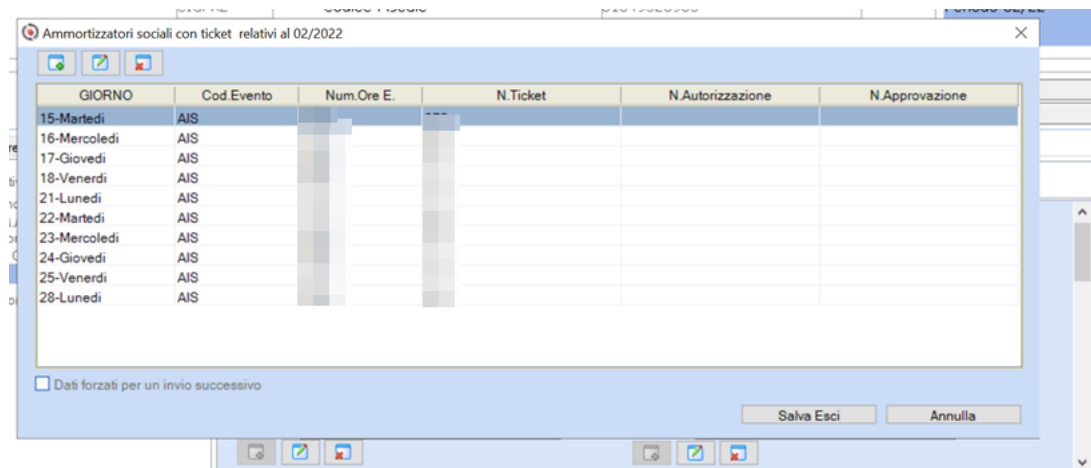 Ammortizzatori sociali con ticket relativi al 02/2022
GIORNO Cod.Evento Num.Ore E. N.Ticket N.Autorizzazione N.Approvazione
15-Martedi AIS
16-Mercoledi AIS
17-Giovedi AIS
18-Venerdi AIS
21-Lunedi AIS
22-Martedi AIS
23-Mercoledi AIS
24-Giovedi AIS
25-Venerdi AIS
28-Lunedi AIS
Dati forzati per un invio successivo
Salva Esci Annulla